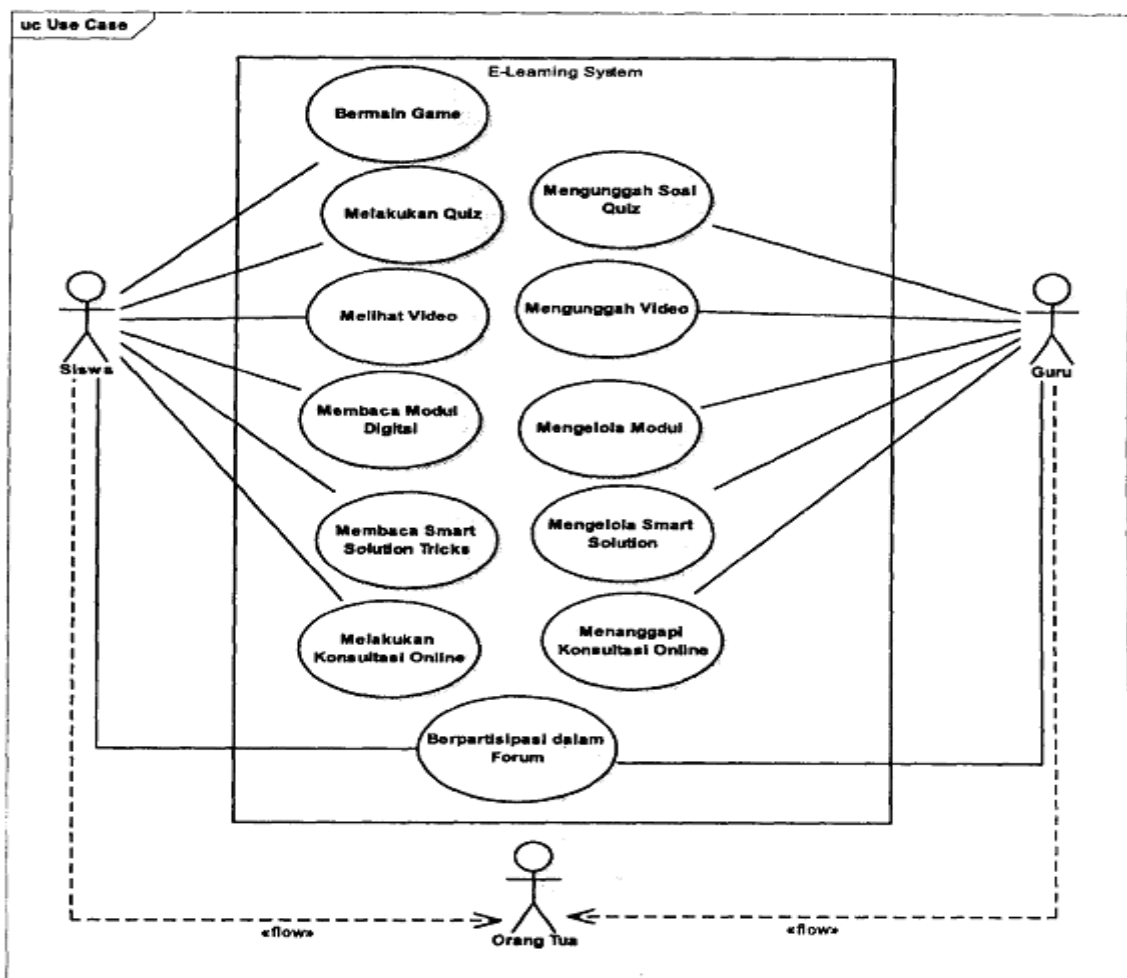 uc Use Case
E-Learning System
Bermain Game
Melakukan Quiz
Mengunggah Soal
Quiz
Melihat Video
Mengunggah Video
Siswa
Guru
Membaca Modul
Digital
Mengelola Modul
Membaca Smart
Solution Tricks
Mengelola Smart
Solution
Melakukan
Konsultasi Online
Menanggapi
Konsultasi Online
Berpartisipasi dalam
Forum
«flow»
Orang Tua
«flow»